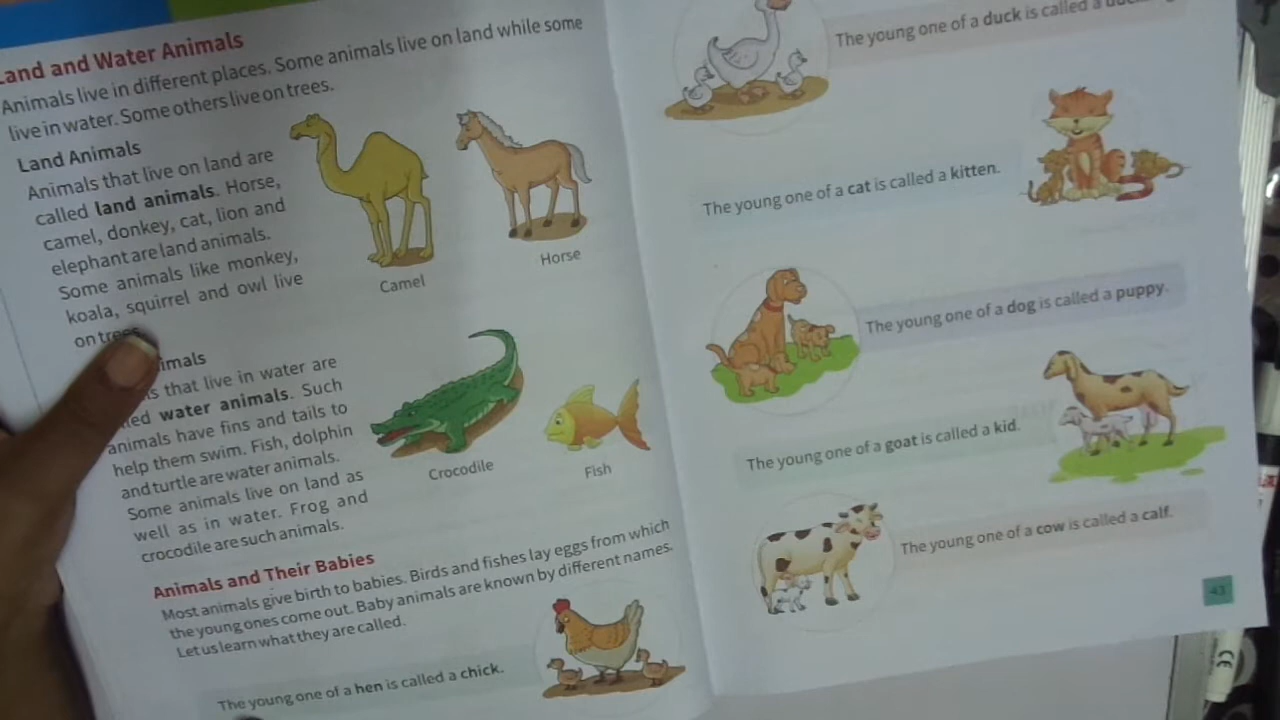 Land and Water Animals
Animals live in different places. Some animals live on land while some
live in water. Some others live on trees.
Land Animals
Animals that live on land are
called land animals. Horse,
camel, donkey, cat, lion and
elephant are land animals.
Some animals like monkey,
koala, squirrel and owl live
on trees.
Camel
Horse
that live in water are
water animals. Such
animals have fins and tails to
help them swim. Fish, dolphin
and turtle are water animals.
Some animals live on land as
well as in water. Frog and
crocodile are such animals.
Crocodile
Fish
Animals and Their Babies
Most animals give birth to babies. Birds and fishes lay eggs from which
the young ones come out. Baby animals are known by different names.
Let us learn what they are called.
The young one of a hen is called a chick.
The young one of a duck is called a
The young one of a cat is called a kitten.
The young one of a dog is called a puppy.
The young one of a goat is called a kid.
The young one of a cow is called a calf.
43
CE